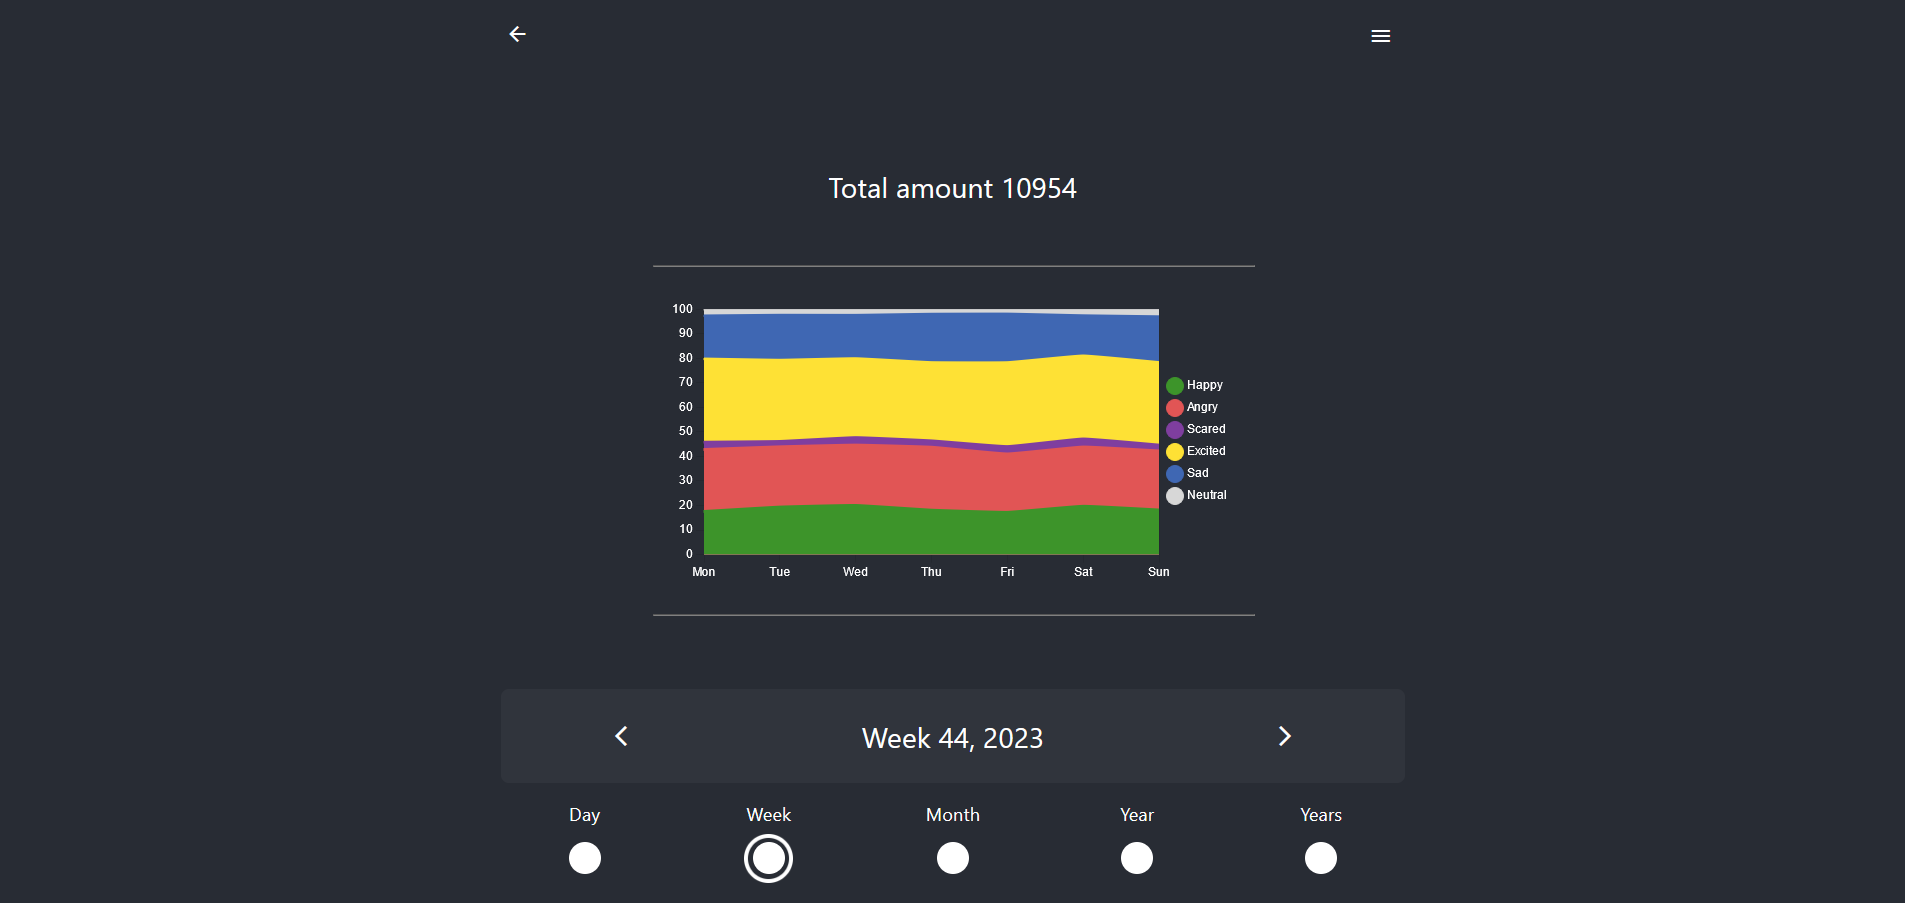 Total amount 10954
100
90
80
70
60
50
40
30
20
10
0
Mon Tue Wed Thu Fri Sat Sun
Happy
Angry
Scared
Excited
Sad
Neutral
Week 44, 2023
Day Week Month Year Years